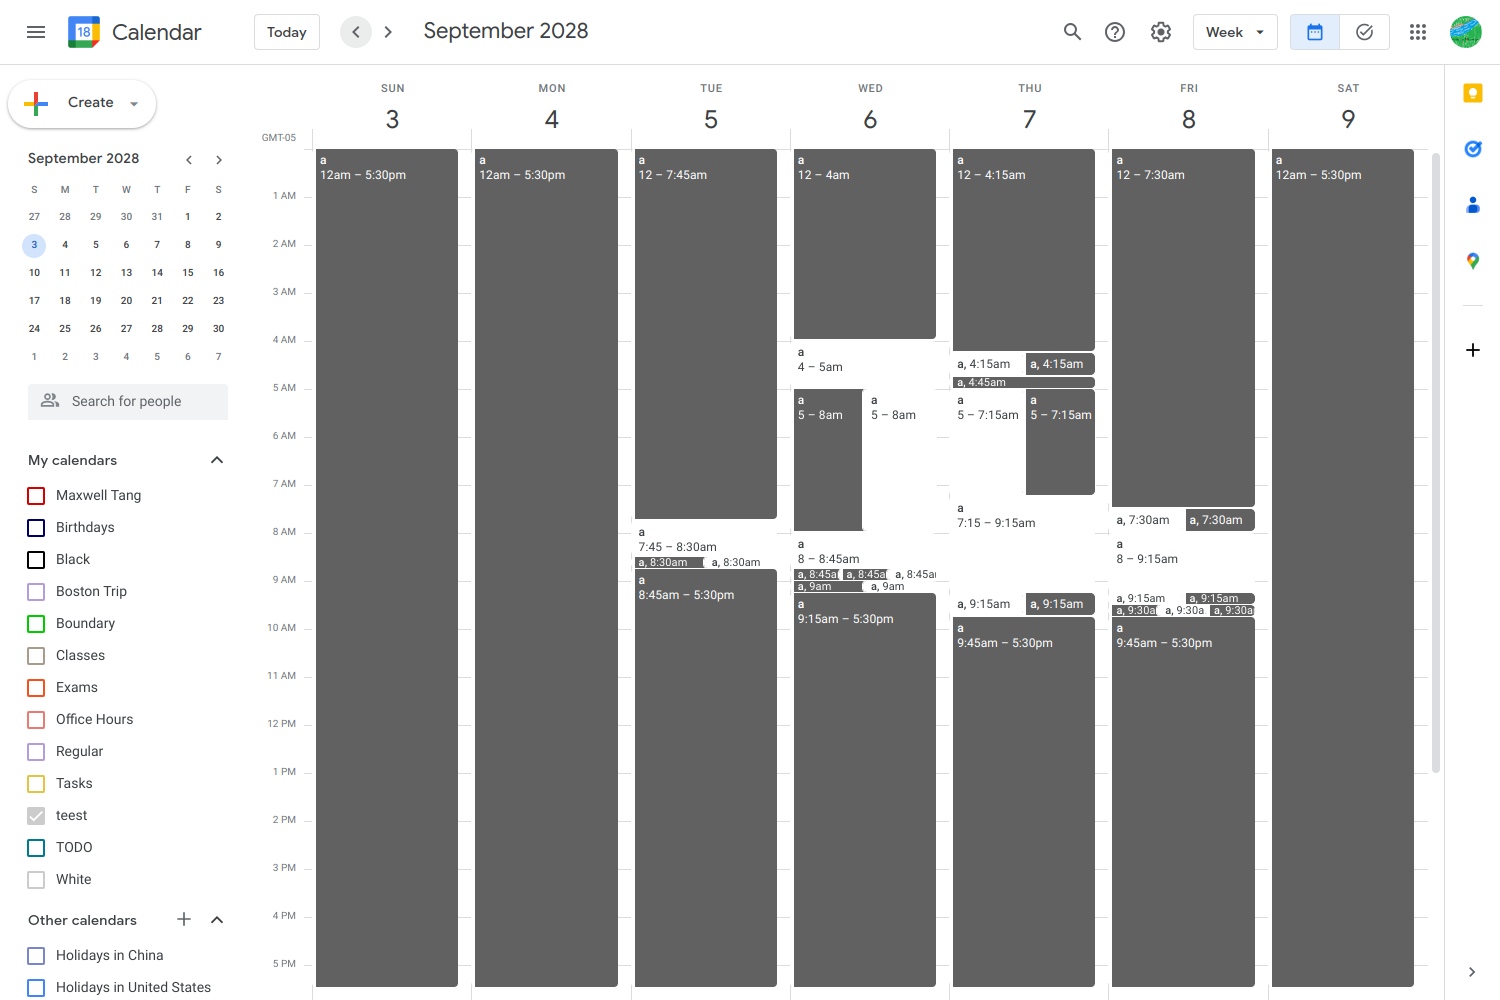 18 Calendar
Today
September 2028
Week
Create
September 2028
S M T W T F S
27 28 29 30 31 1 2
3 4 5 6 7 8 9
10 11 12 13 14 15 16
17 18 19 20 21 22 23
24 25 26 27 28 29 30
1 2 3 4 5 6 7
Search for people
My calendars
Maxwell Tang
Birthdays
Black
Boston Trip
Boundary
Classes
Exams
Office Hours
Regular
Tasks
teest
TODO
White
Other calendars
Holidays in China
Holidays in United States
SUN MON TUE WED THU FRI SAT
3 4 5 6 7 8 9
GMT-05
1 AM
2 AM
3 AM
4 AM
5 AM
6 AM
7 AM
8 AM
9 AM
10 AM
11 AM
12 PM
1 PM
2 PM
3 PM
4 PM
5 PM
a
12am – 5:30pm
a
12am – 5:30pm
a
12 – 7:45am
a
7:45 – 8:30am
a, 8:30am
a, 8:30am
a
8:45am – 5:30pm
a
12 – 4am
a
4 – 5am
a
5 – 8am
a
5 – 8am
a
8 – 8:45am
a, 8:45a
a, 8:45a
a, 8:45a
a, 9am
a, 9am
a
9:15am – 5:30pm
a
12 – 4:15am
a, 4:15am
a, 4:15am
a, 4:45am
a
5 – 7:15am
a
5 – 7:15am
a
7:15 – 9:15am
a, 9:15am
a, 9:15am
a
9:45am – 5:30pm
a
12 – 7:30am
a, 7:30am
a, 7:30am
a
8 – 9:15am
a, 9:15am
a, 9:15am
a, 9:30a
a, 9:30a
a, 9:30a
a
9:45am – 5:30pm
a
12am – 5:30pm